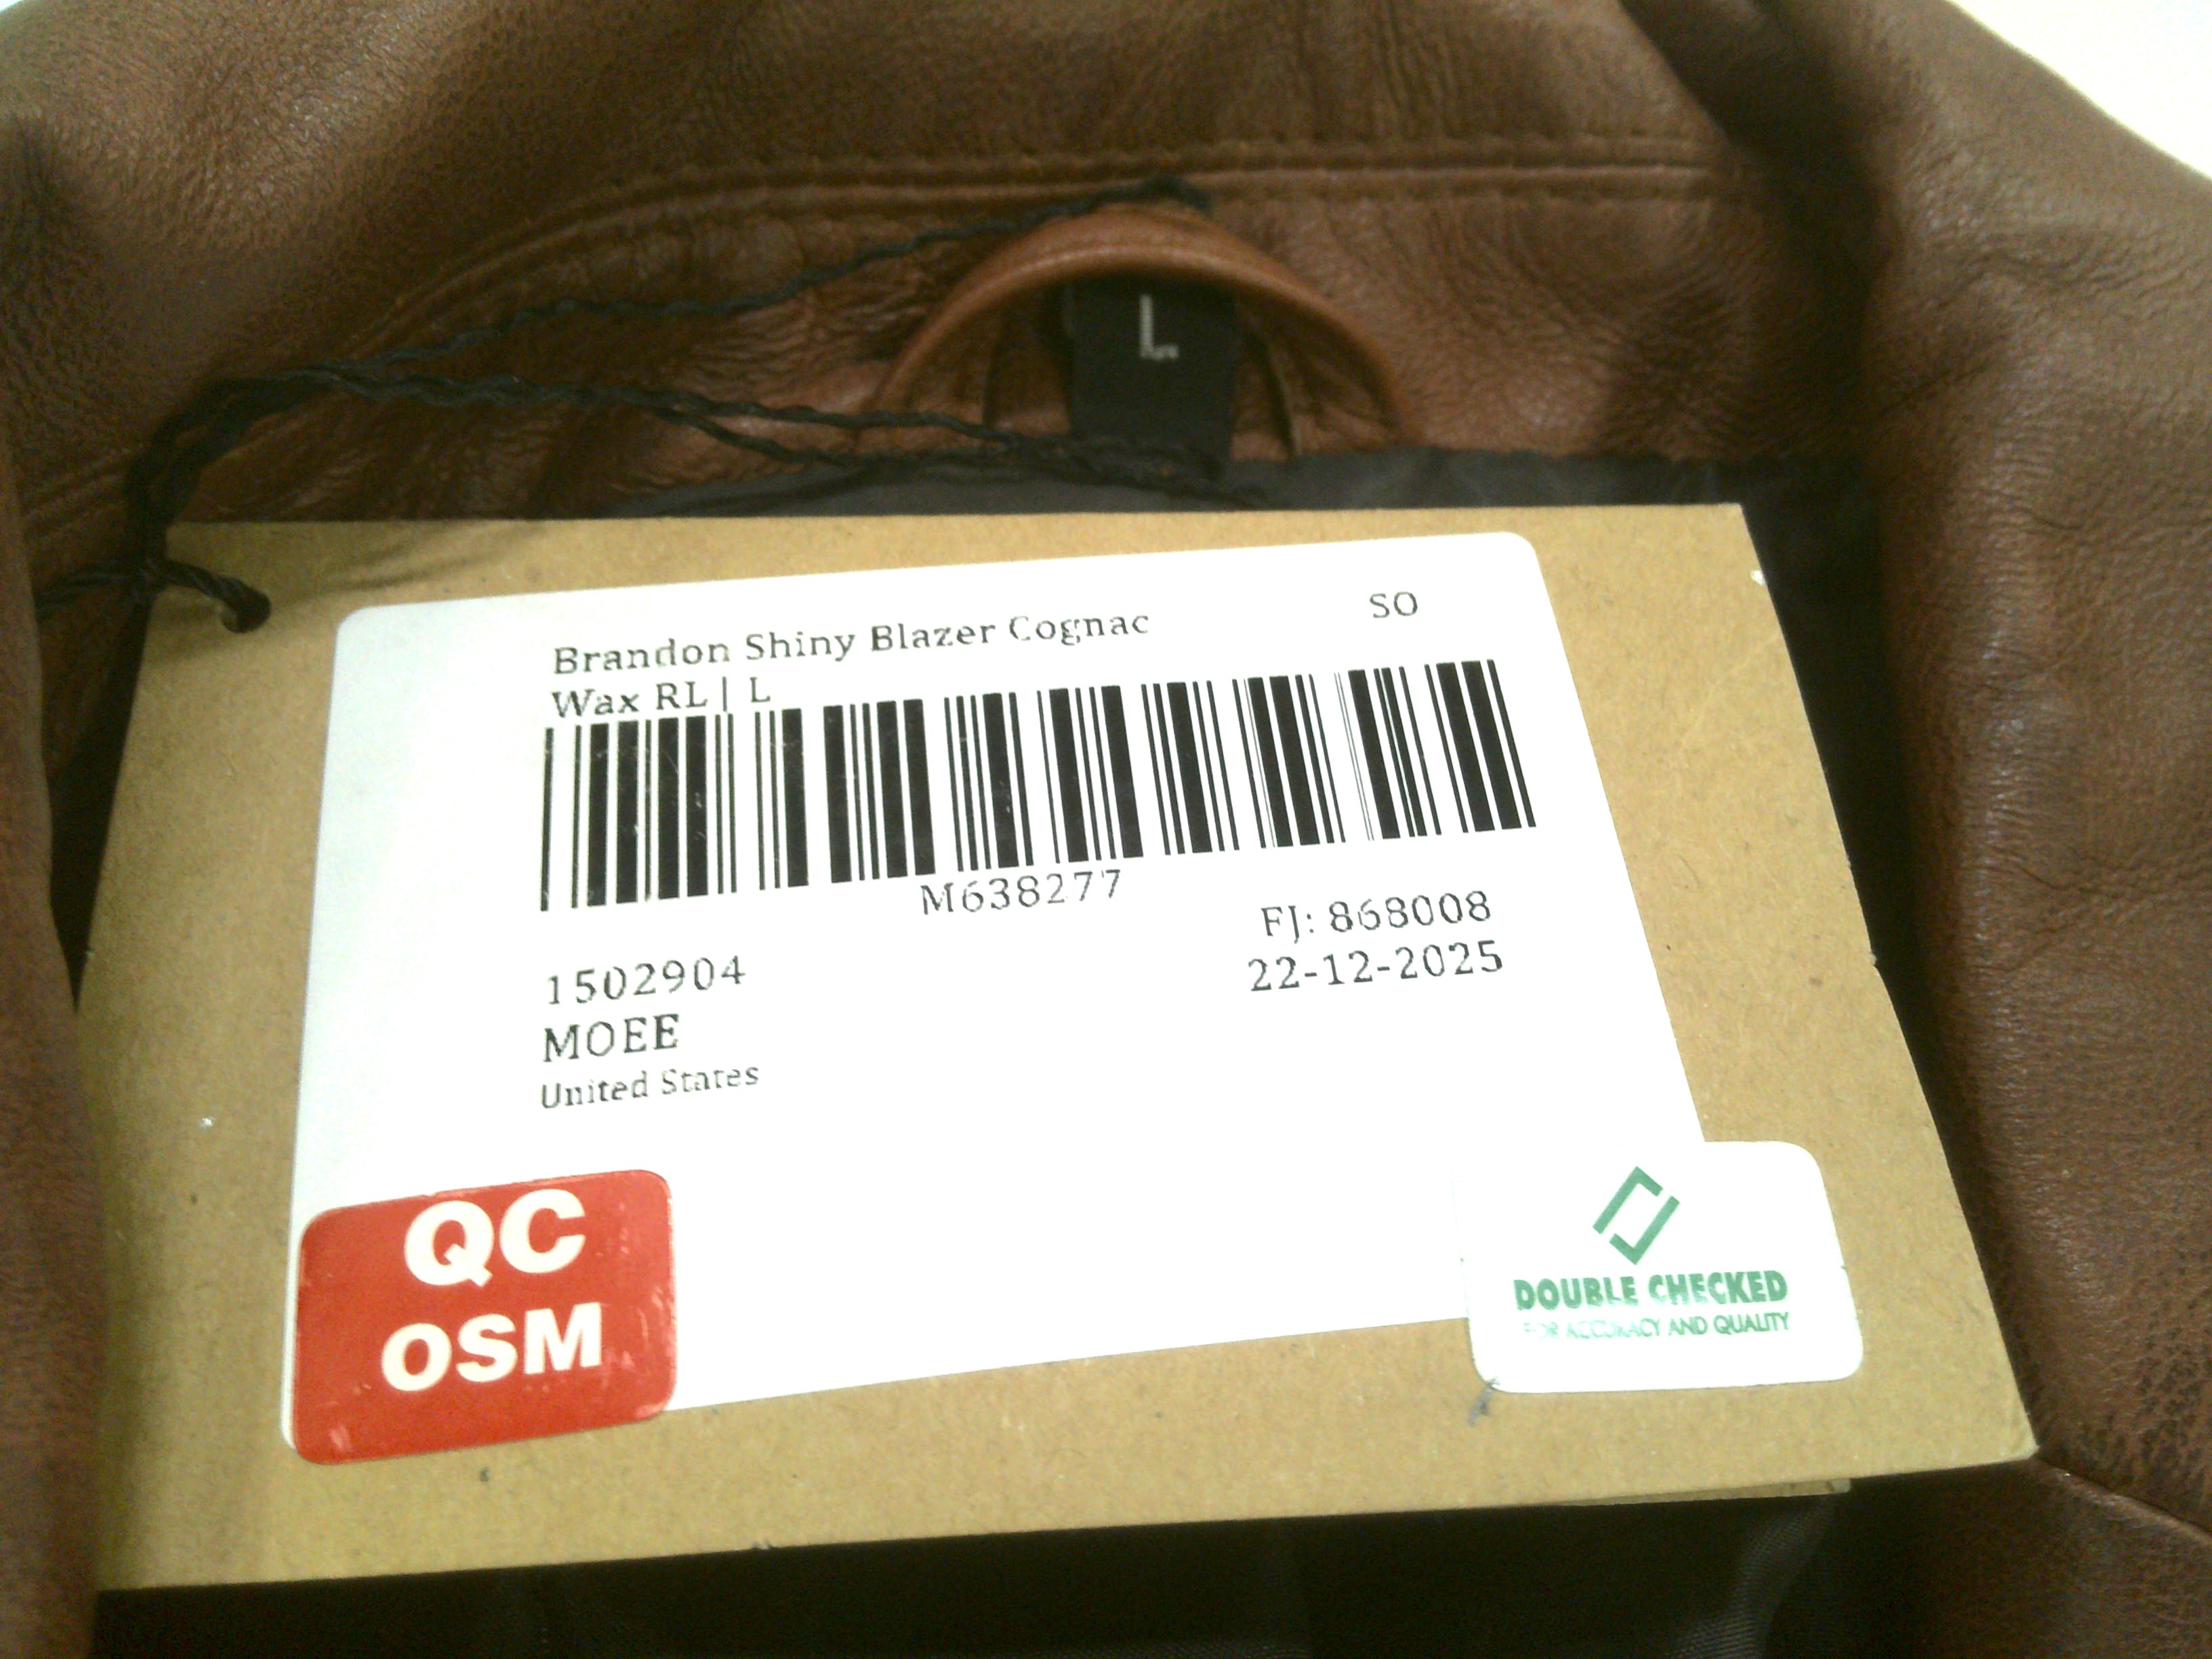 L
Brandon Shiny Blazer Cognac
SO
Wax RL | L
M638277
FJ: 868008
22-12-2025
1502904
MOEE
United States
QC
OSM
DOUBLE CHECKED
FOR ACCURACY AND QUALITY